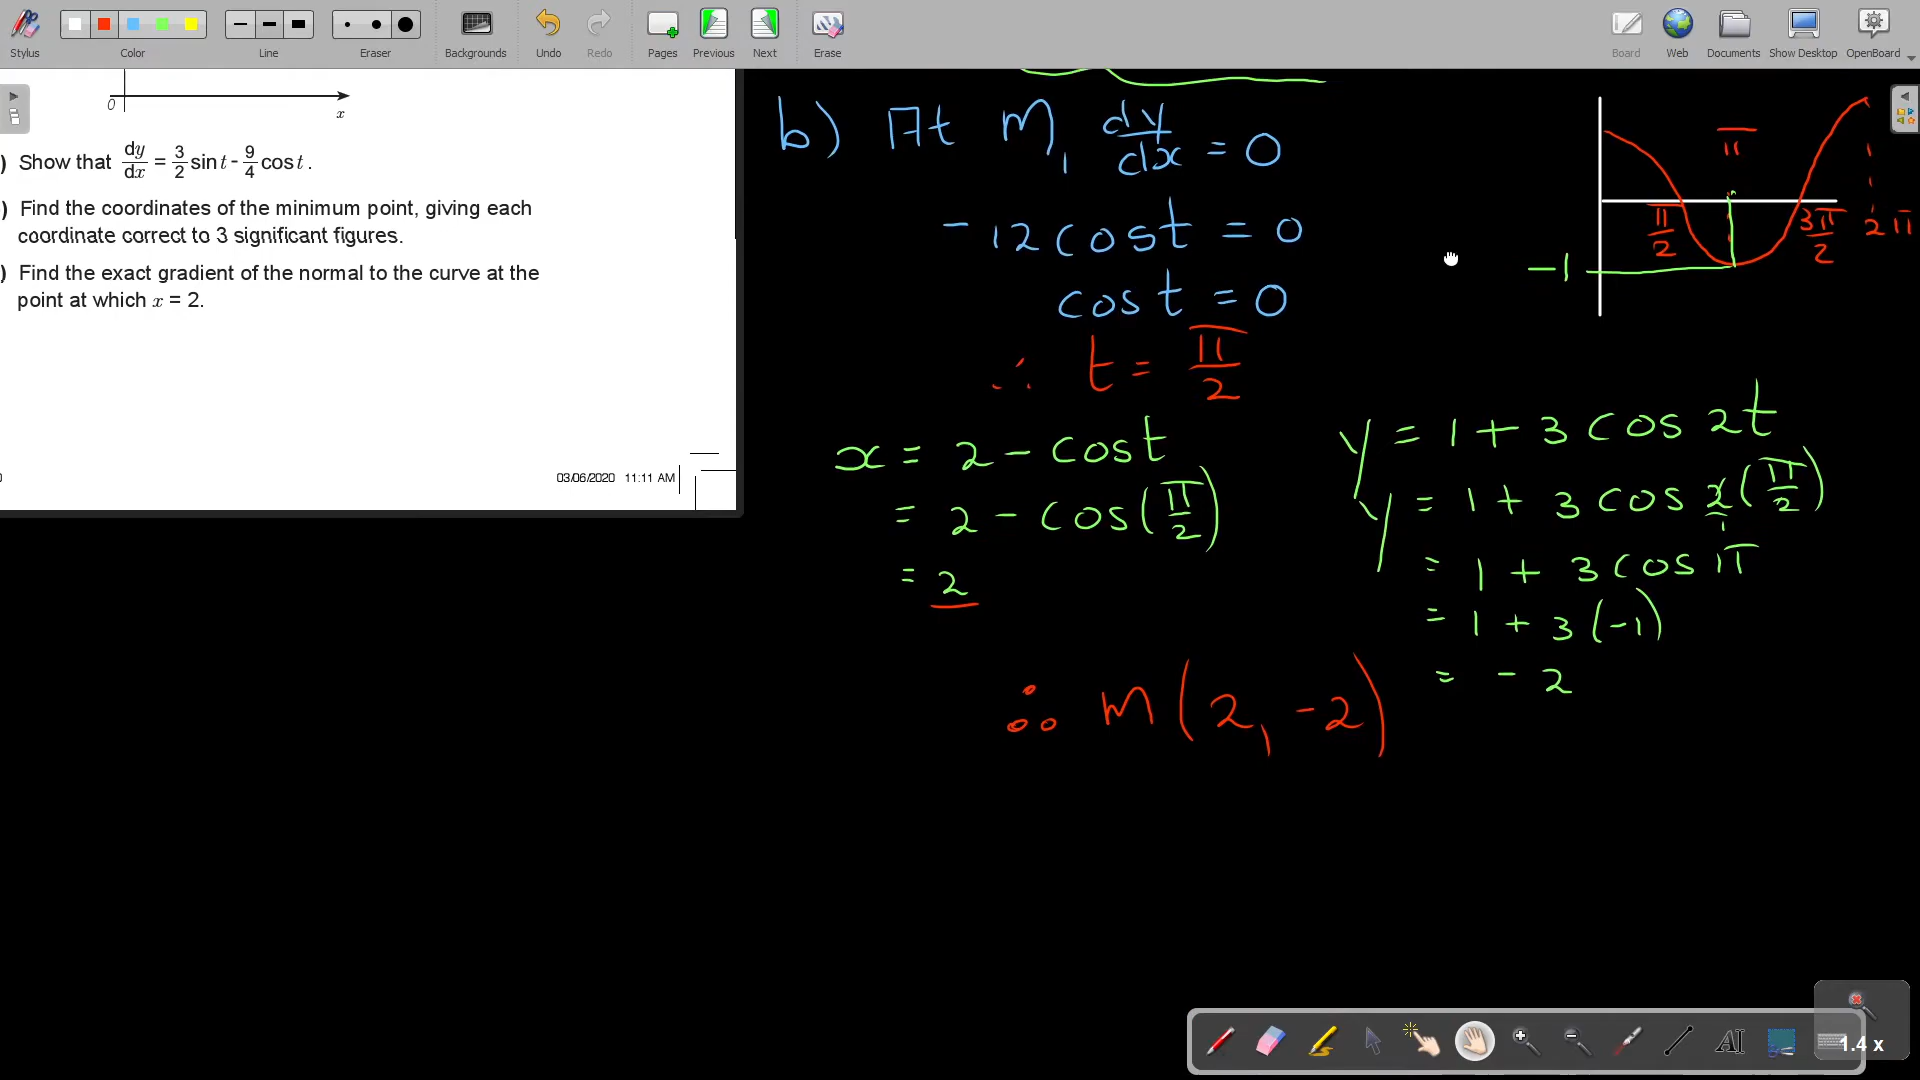 Stylus Color Line Eraser Backgrounds Undo Redo Pages Previous Next Erase Board Web Documents Show Desktop OpenBoard
0 x
) Show that dy/dx = 3/2 sin t - 9/4 cos t .
) Find the coordinates of the minimum point, giving each
coordinate correct to 3 significant figures.
) Find the exact gradient of the normal to the curve at the
point at which x = 2.
03/06/2020 11:11 AM
b) At M, dy/dx = 0
-12 cos t = 0
cos t = 0
∴ t = π/2
x = 2 - cos t
= 2 - cos(π/2)
= 2
y = 1 + 3 cos 2t
y = 1 + 3 cos 2(π/2)
1
= 1 + 3 cos π
= 1 + 3(-1)
= -2
∴ M(2, -2)
π
π/2 3π/2 2π
-1
1.4 x